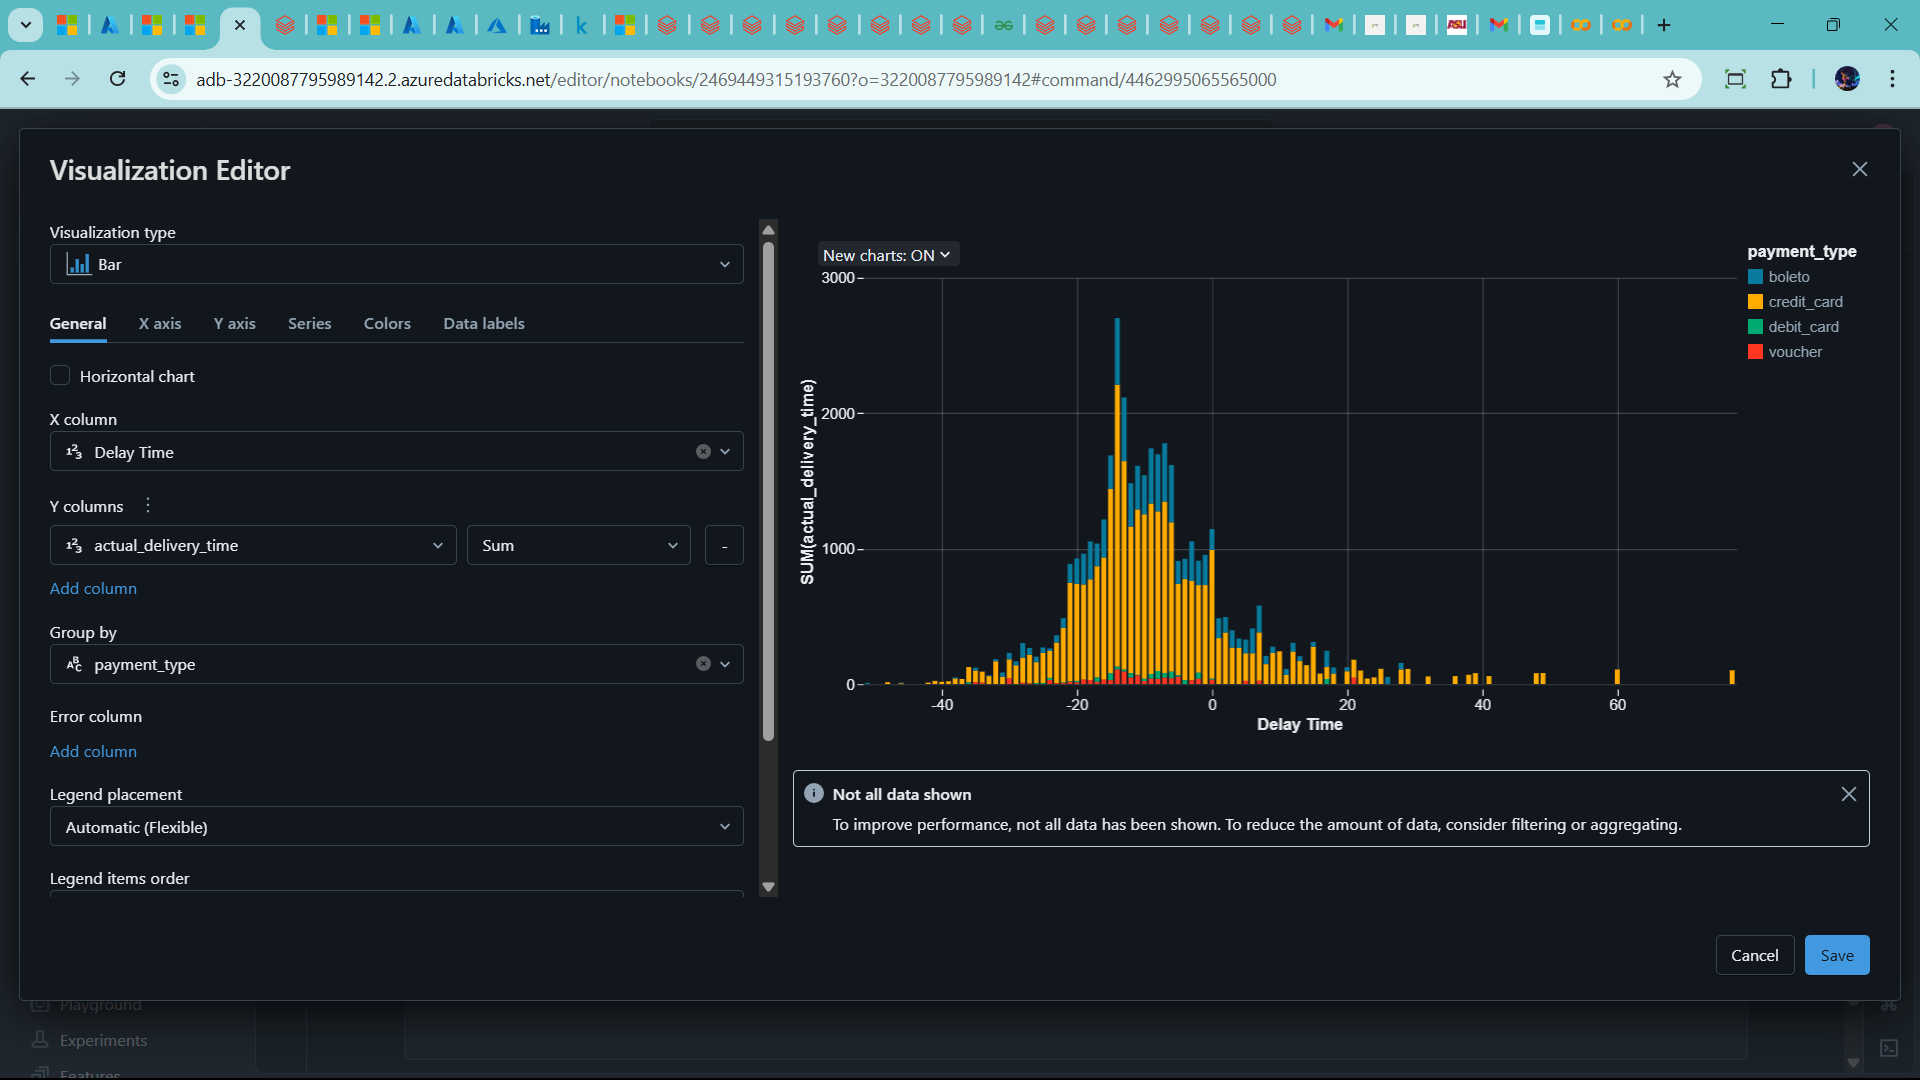 adb-3220087795989142.2.azuredatabricks.net/editor/notebooks/2469449315193760?o=3220087795989142#command/4462995065565000
Visualization Editor
Visualization type
Bar
General X axis Y axis Series Colors Data labels
Horizontal chart
X column
Delay Time
Y columns
actual_delivery_time Sum -
Add column
Group by
payment_type
Error column
Add column
Legend placement
Automatic (Flexible)
Legend items order
New charts: ON
3000
2000
1000
0
SUM(actual_delivery_time)
-40 -20 0 20 40 60
Delay Time
payment_type
boleto
credit_card
debit_card
voucher
Not all data shown
To improve performance, not all data has been shown. To reduce the amount of data, consider filtering or aggregating.
Cancel Save
Playground
Experiments
Features